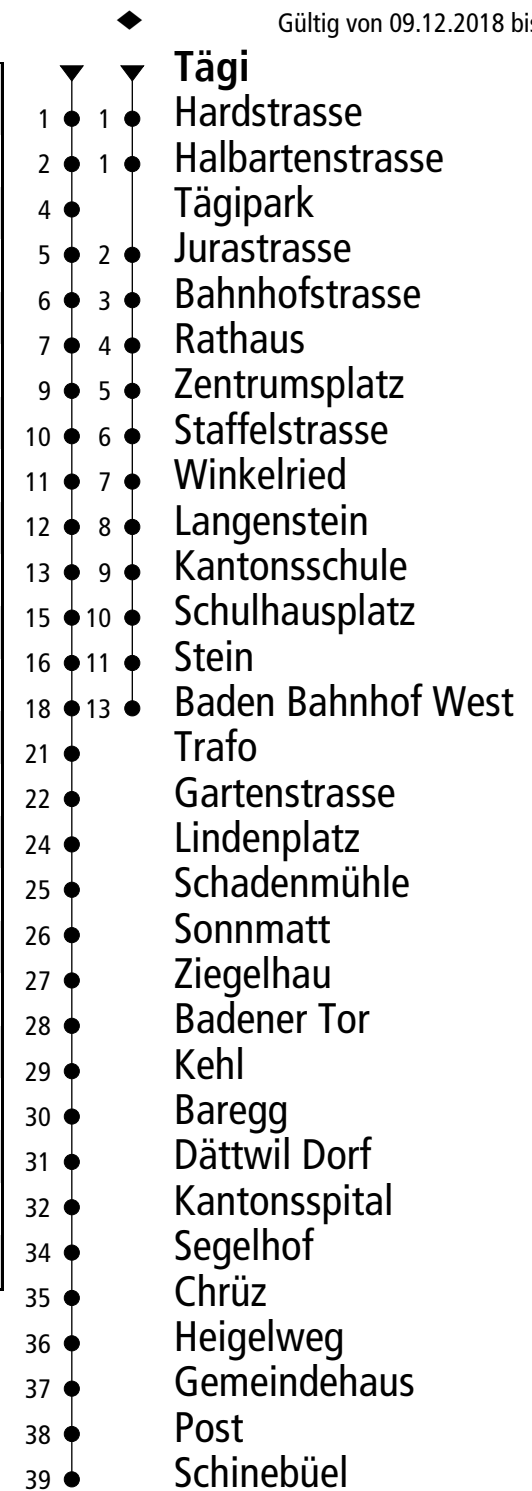 Gültig von 09.12.2018 bis
Tägi
1 1 Hardstrasse
2 1 Halbartenstrasse
4 Tägipark
5 2 Jurastrasse
6 3 Bahnhofstrasse
7 4 Rathaus
9 5 Zentrumsplatz
10 6 Staffelstrasse
11 7 Winkelried
12 8 Langenstein
13 9 Kantonsschule
15 10 Schulhausplatz
16 11 Stein
18 13 Baden Bahnhof West
21 Trafo
22 Gartenstrasse
24 Lindenplatz
25 Schadenmühle
26 Sonnmatt
27 Ziegelhau
28 Badener Tor
29 Kehl
30 Baregg
31 Dättwil Dorf
32 Kantonsspital
34 Segelhof
35 Chrüz
36 Heigelweg
37 Gemeindehaus
38 Post
39 Schinebüel